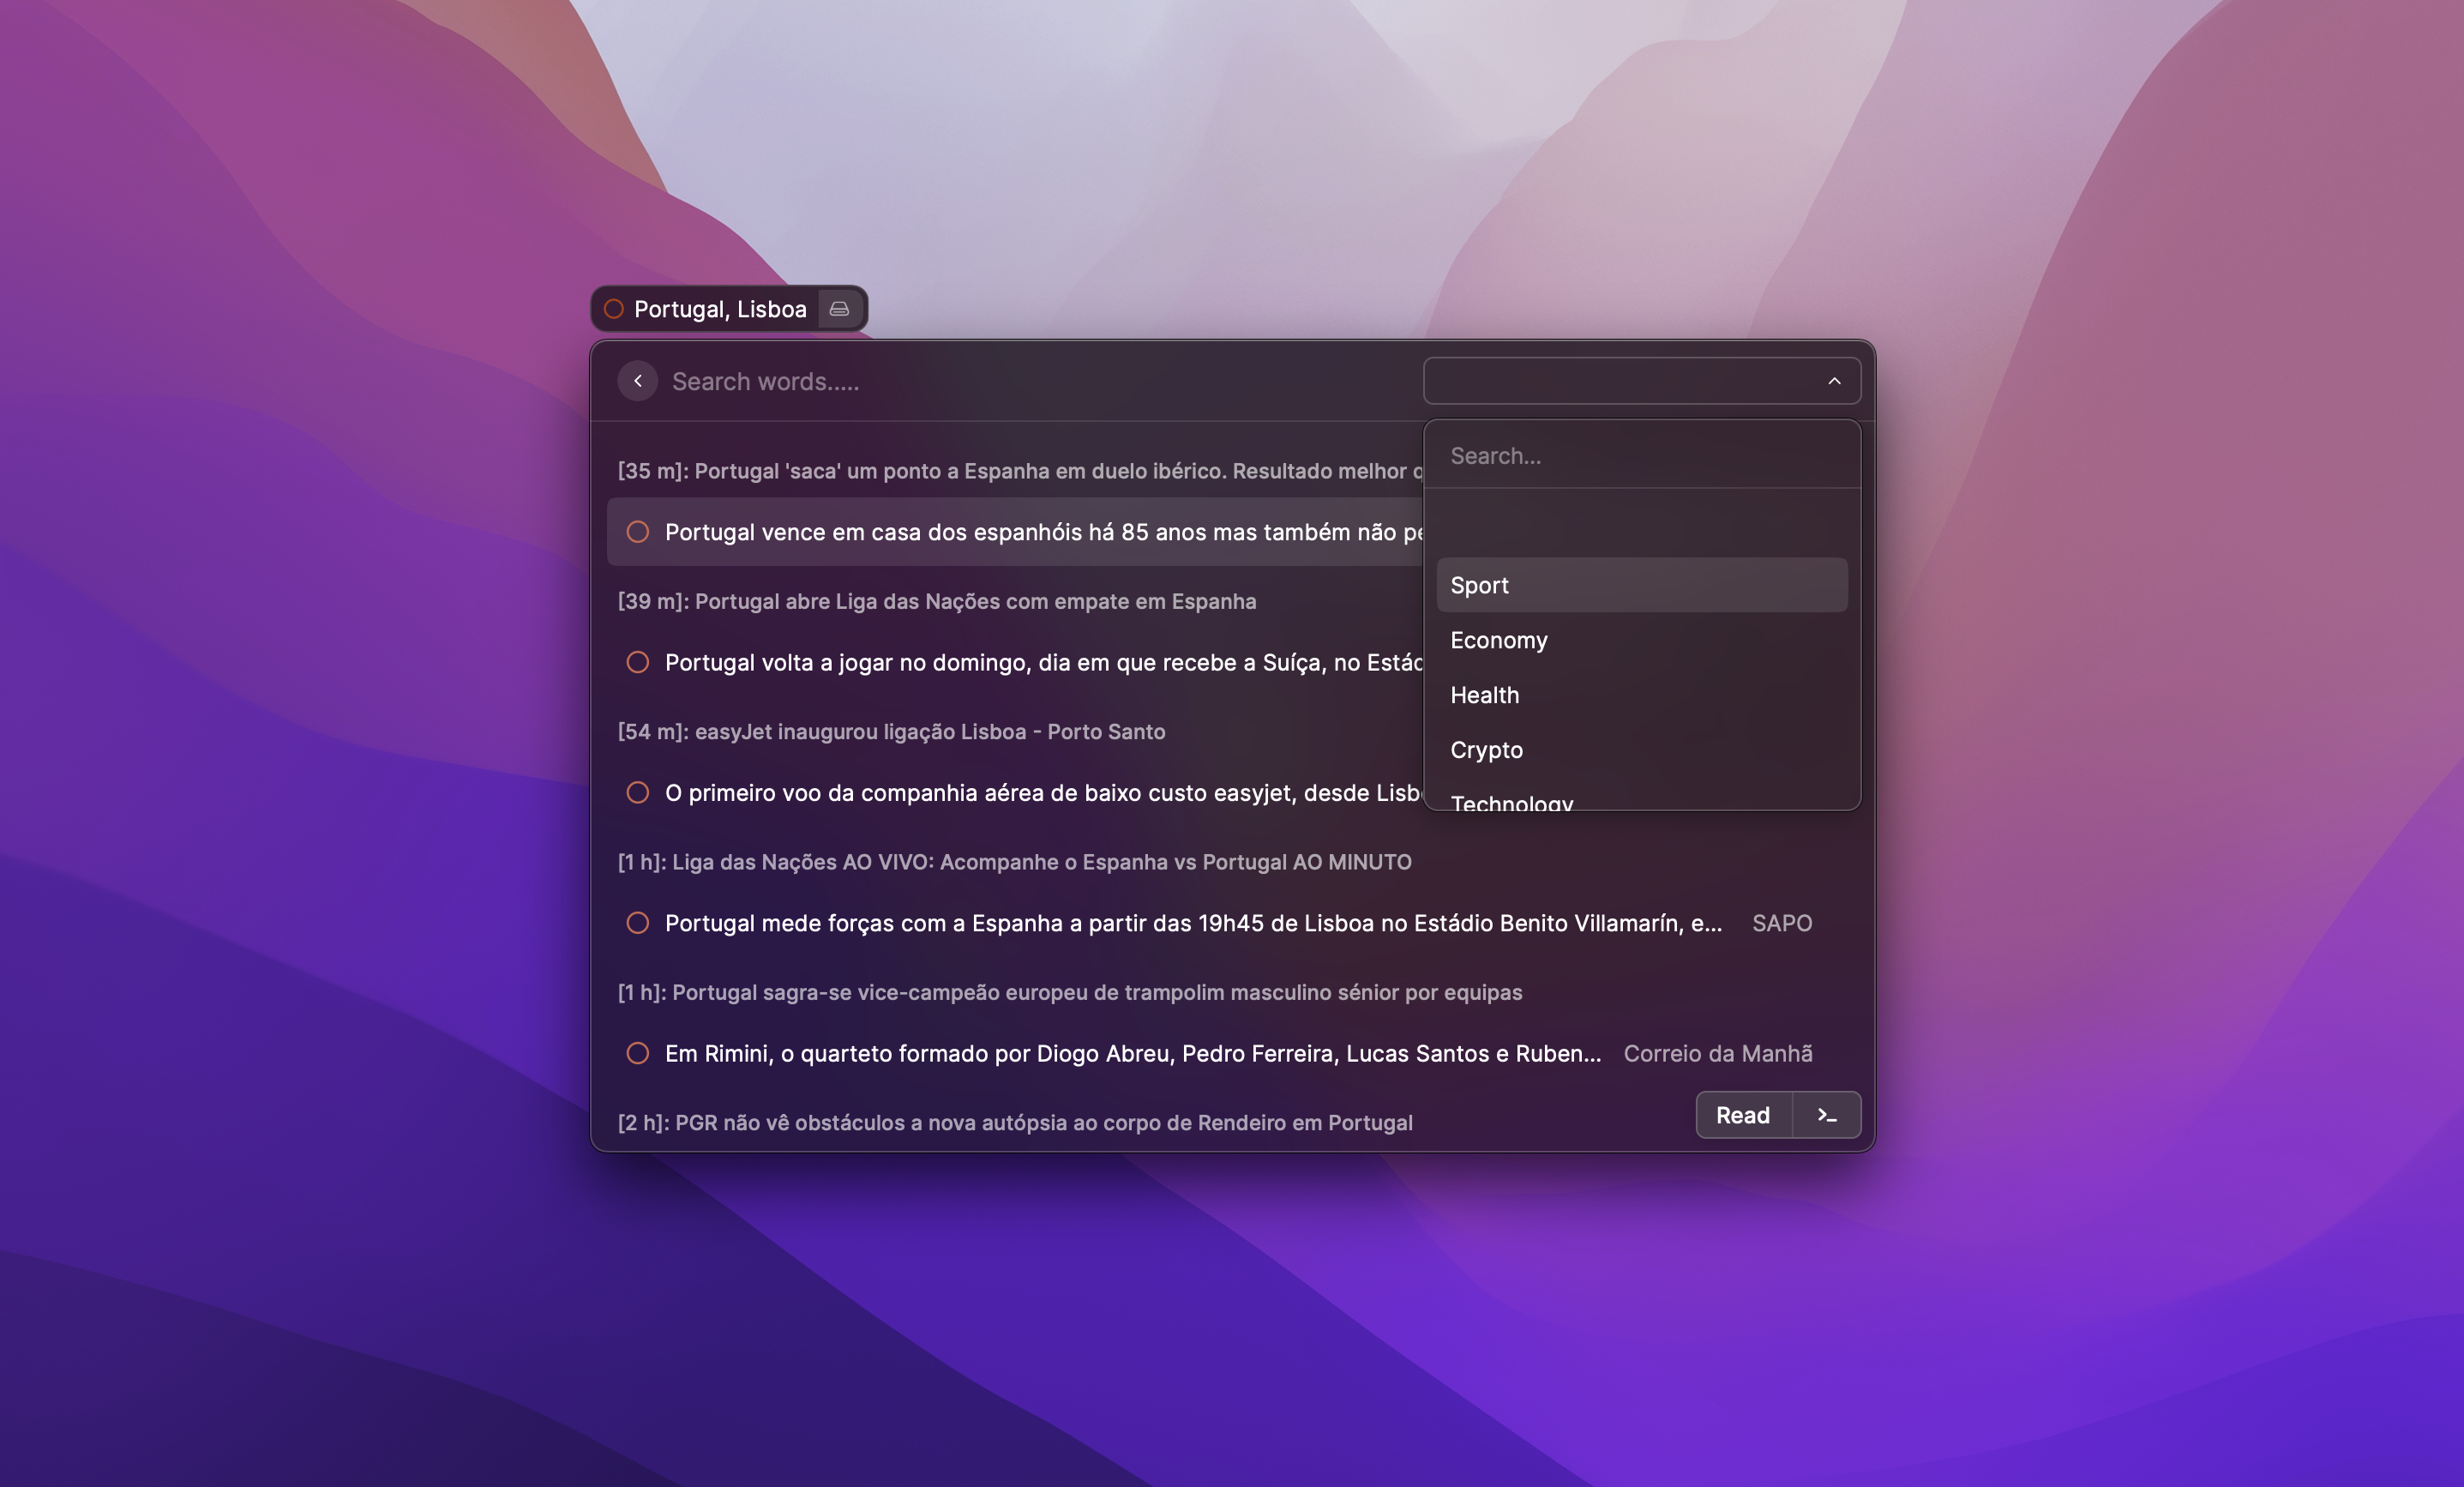 Portugal, Lisboa
Search words.....
Search...
Sport
Economy
Health
Crypto
Technology
[35 m]: Portugal 'saca' um ponto a Espanha em duelo ibérico. Resultado melhor
Portugal vence em casa dos espanhóis há 85 anos mas também não
[39 m]: Portugal abre Liga das Nações com empate em Espanha
Portugal volta a jogar no domingo, dia em que recebe a Suíça, no
[54 m]: easyJet inaugurou ligação Lisboa - Porto Santo
O primeiro voo da companhia aérea de baixo custo easyjet, desde
[1 h]: Liga das Nações AO VIVO: Acompanhe o Espanha vs Portugal AO MINUTO
Portugal mede forças com a Espanha a partir das 19h45 de Lisboa no Estádio Benito Villamarín, e... SAPO
[1 h]: Portugal sagra-se vice-campeão europeu de trampolim masculino sénior por equipas
Em Rimini, o quarteto formado por Diogo Abreu, Pedro Ferreira, Lucas Santos e Ruben... Correio da Manhã
[2 h]: PGR não vê obstáculos a nova autópsia ao corpo de Rendeiro em Portugal
Read >_